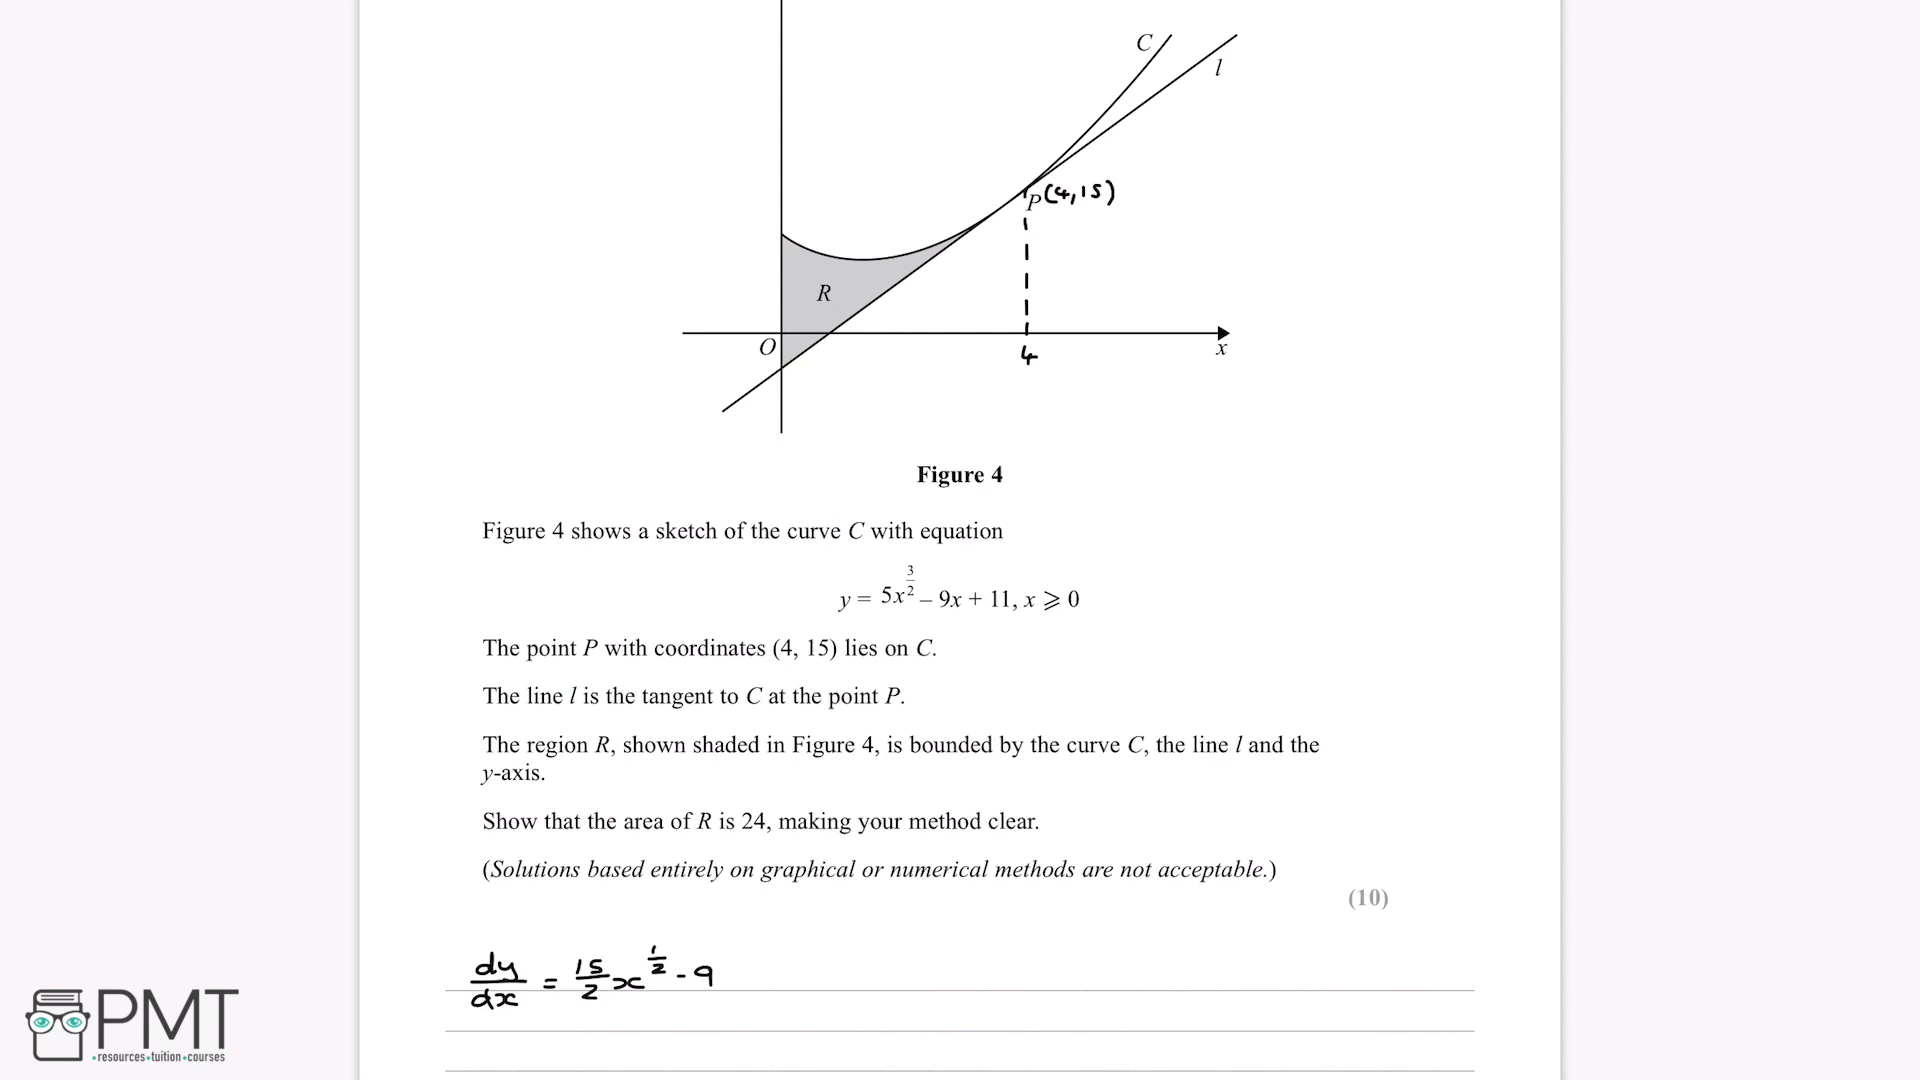 C
l
P (4,15)
R
O
4
x
Figure 4
Figure 4 shows a sketch of the curve C with equation
y = 5x^{\frac{3}{2}} – 9x + 11, x ⩾ 0
The point P with coordinates (4, 15) lies on C.
The line l is the tangent to C at the point P.
The region R, shown shaded in Figure 4, is bounded by the curve C, the line l and the
y-axis.
Show that the area of R is 24, making your method clear.
(Solutions based entirely on graphical or numerical methods are not acceptable.)
(10)
\frac{dy}{dx} = \frac{15}{2}x^{\frac{1}{2}} - 9
PMT
•resources•tuition•courses